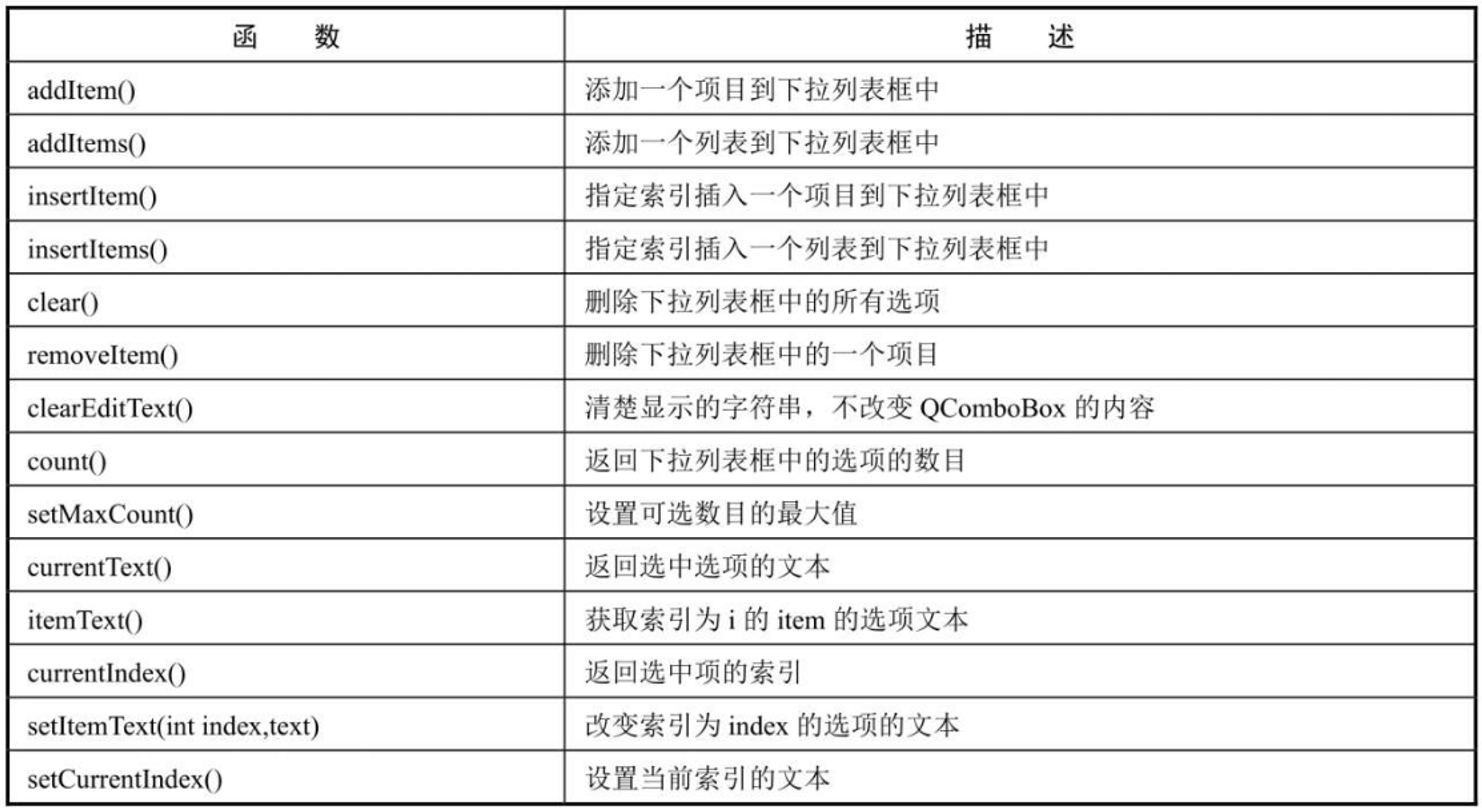 函 数 描 述
addItem() 添加一个项目到下拉列表框中
addItems() 添加一个列表到下拉列表框中
insertItem() 指定索引插入一个项目到下拉列表框中
insertItems() 指定索引插入一个列表到下拉列表框中
clear() 删除下拉列表框中的所有选项
removeItem() 删除下拉列表框中的一个项目
clearEditText() 清楚显示的字符串，不改变 QComboBox 的内容
count() 返回下拉列表框中的选项的数目
setMaxCount() 设置可选数目的最大值
currentText() 返回选中选项的文本
itemText() 获取索引为 i 的 item 的选项文本
currentIndex() 返回选中项的索引
setItemText(int index,text) 改变索引为 index 的选项的文本
setCurrentIndex() 设置当前索引的文本